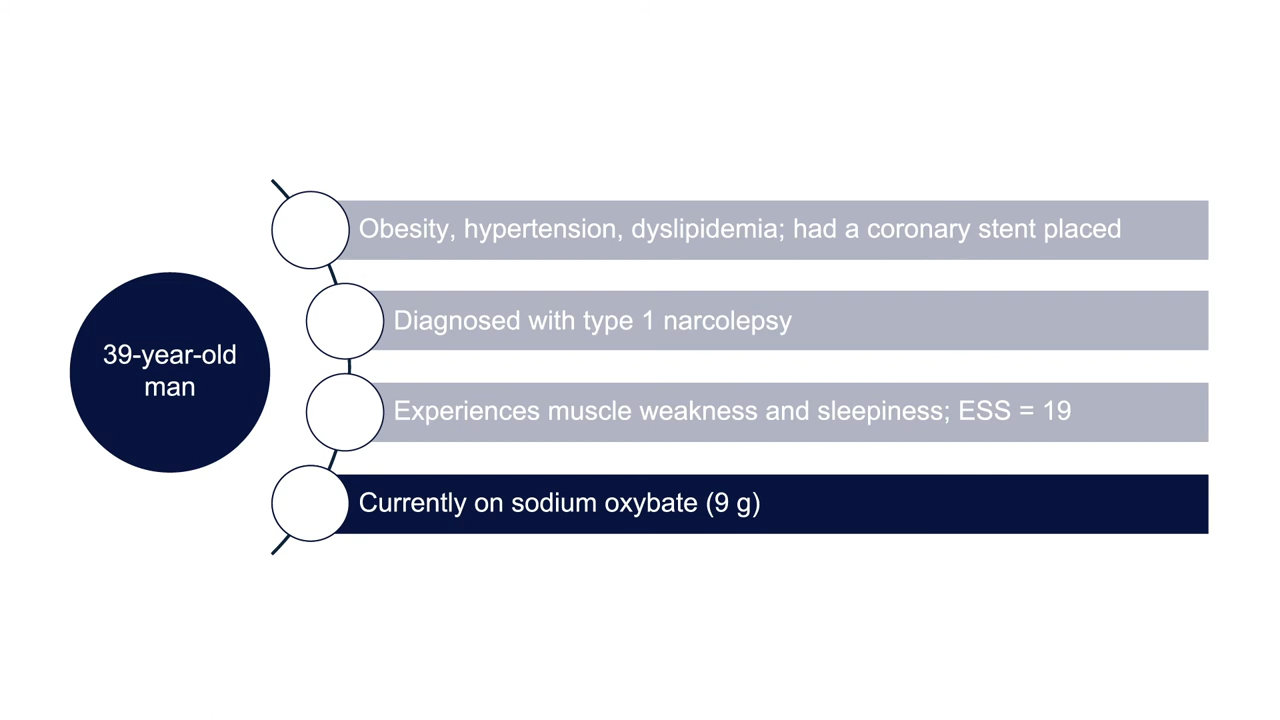 39-year-old
man
Obesity, hypertension, dyslipidemia; had a coronary stent placed
Diagnosed with type 1 narcolepsy
Experiences muscle weakness and sleepiness; ESS = 19
Currently on sodium oxybate (9 g)